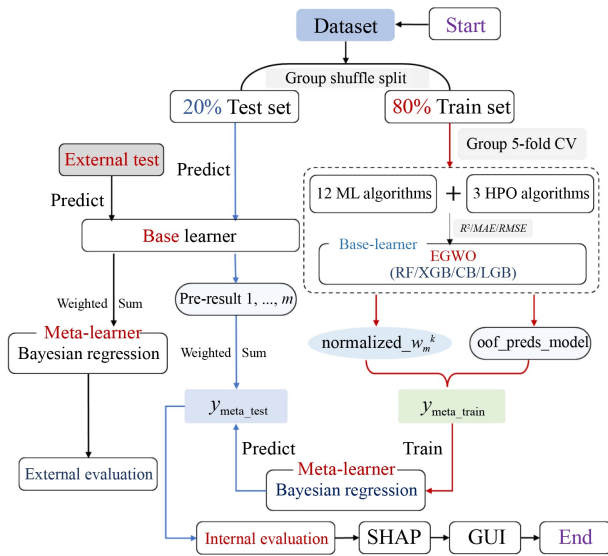 Dataset
Start
Group shuffle split
20% Test set
80% Train set
Group 5-fold CV
External test
Predict
Predict
12 ML algorithms + 3 HPO algorithms
R²/MAE/RMSE
Base learner
Base-learner
EGWO
(RF/XGB/CB/LGB)
Pre-result 1, ..., m
Weighted Sum
Meta-learner
Bayesian regression
Weighted Sum
normalized_w_m^k
oof_preds_model
y_meta_test
y_meta_train
Predict
Train
External evaluation
Meta-learner
Bayesian regression
Internal evaluation
SHAP
GUI
End